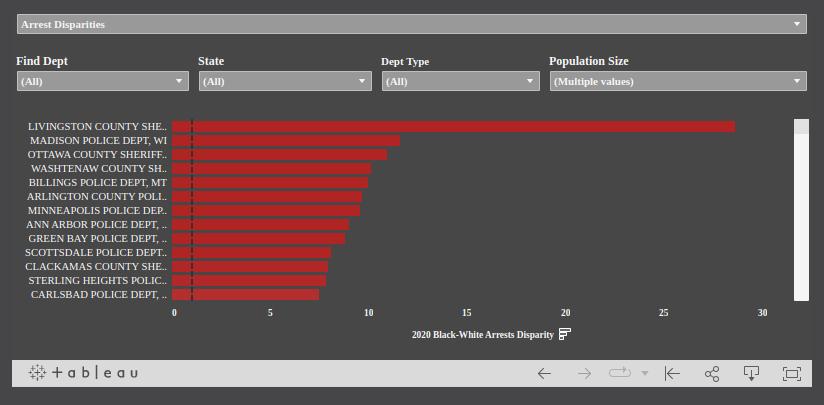 Arrest Disparities
Find Dept State Dept Type Population Size
(All) (All) (All) (Multiple values)
LIVINGSTON COUNTY SHE..
MADISON POLICE DEPT, WI
OTTAWA COUNTY SHERIFF..
WASHTENAW COUNTY SH..
BILLINGS POLICE DEPT, MT
ARLINGTON COUNTY POLI..
MINNEAPOLIS POLICE DEP..
ANN ARBOR POLICE DEPT, ..
GREEN BAY POLICE DEPT, ..
SCOTTSDALE POLICE DEPT..
CLACKAMAS COUNTY SHE..
STERLING HEIGHTS POLIC..
CARLSBAD POLICE DEPT, ..
0 5 10 15 20 25 30
2020 Black-White Arrests Disparity
+ableau